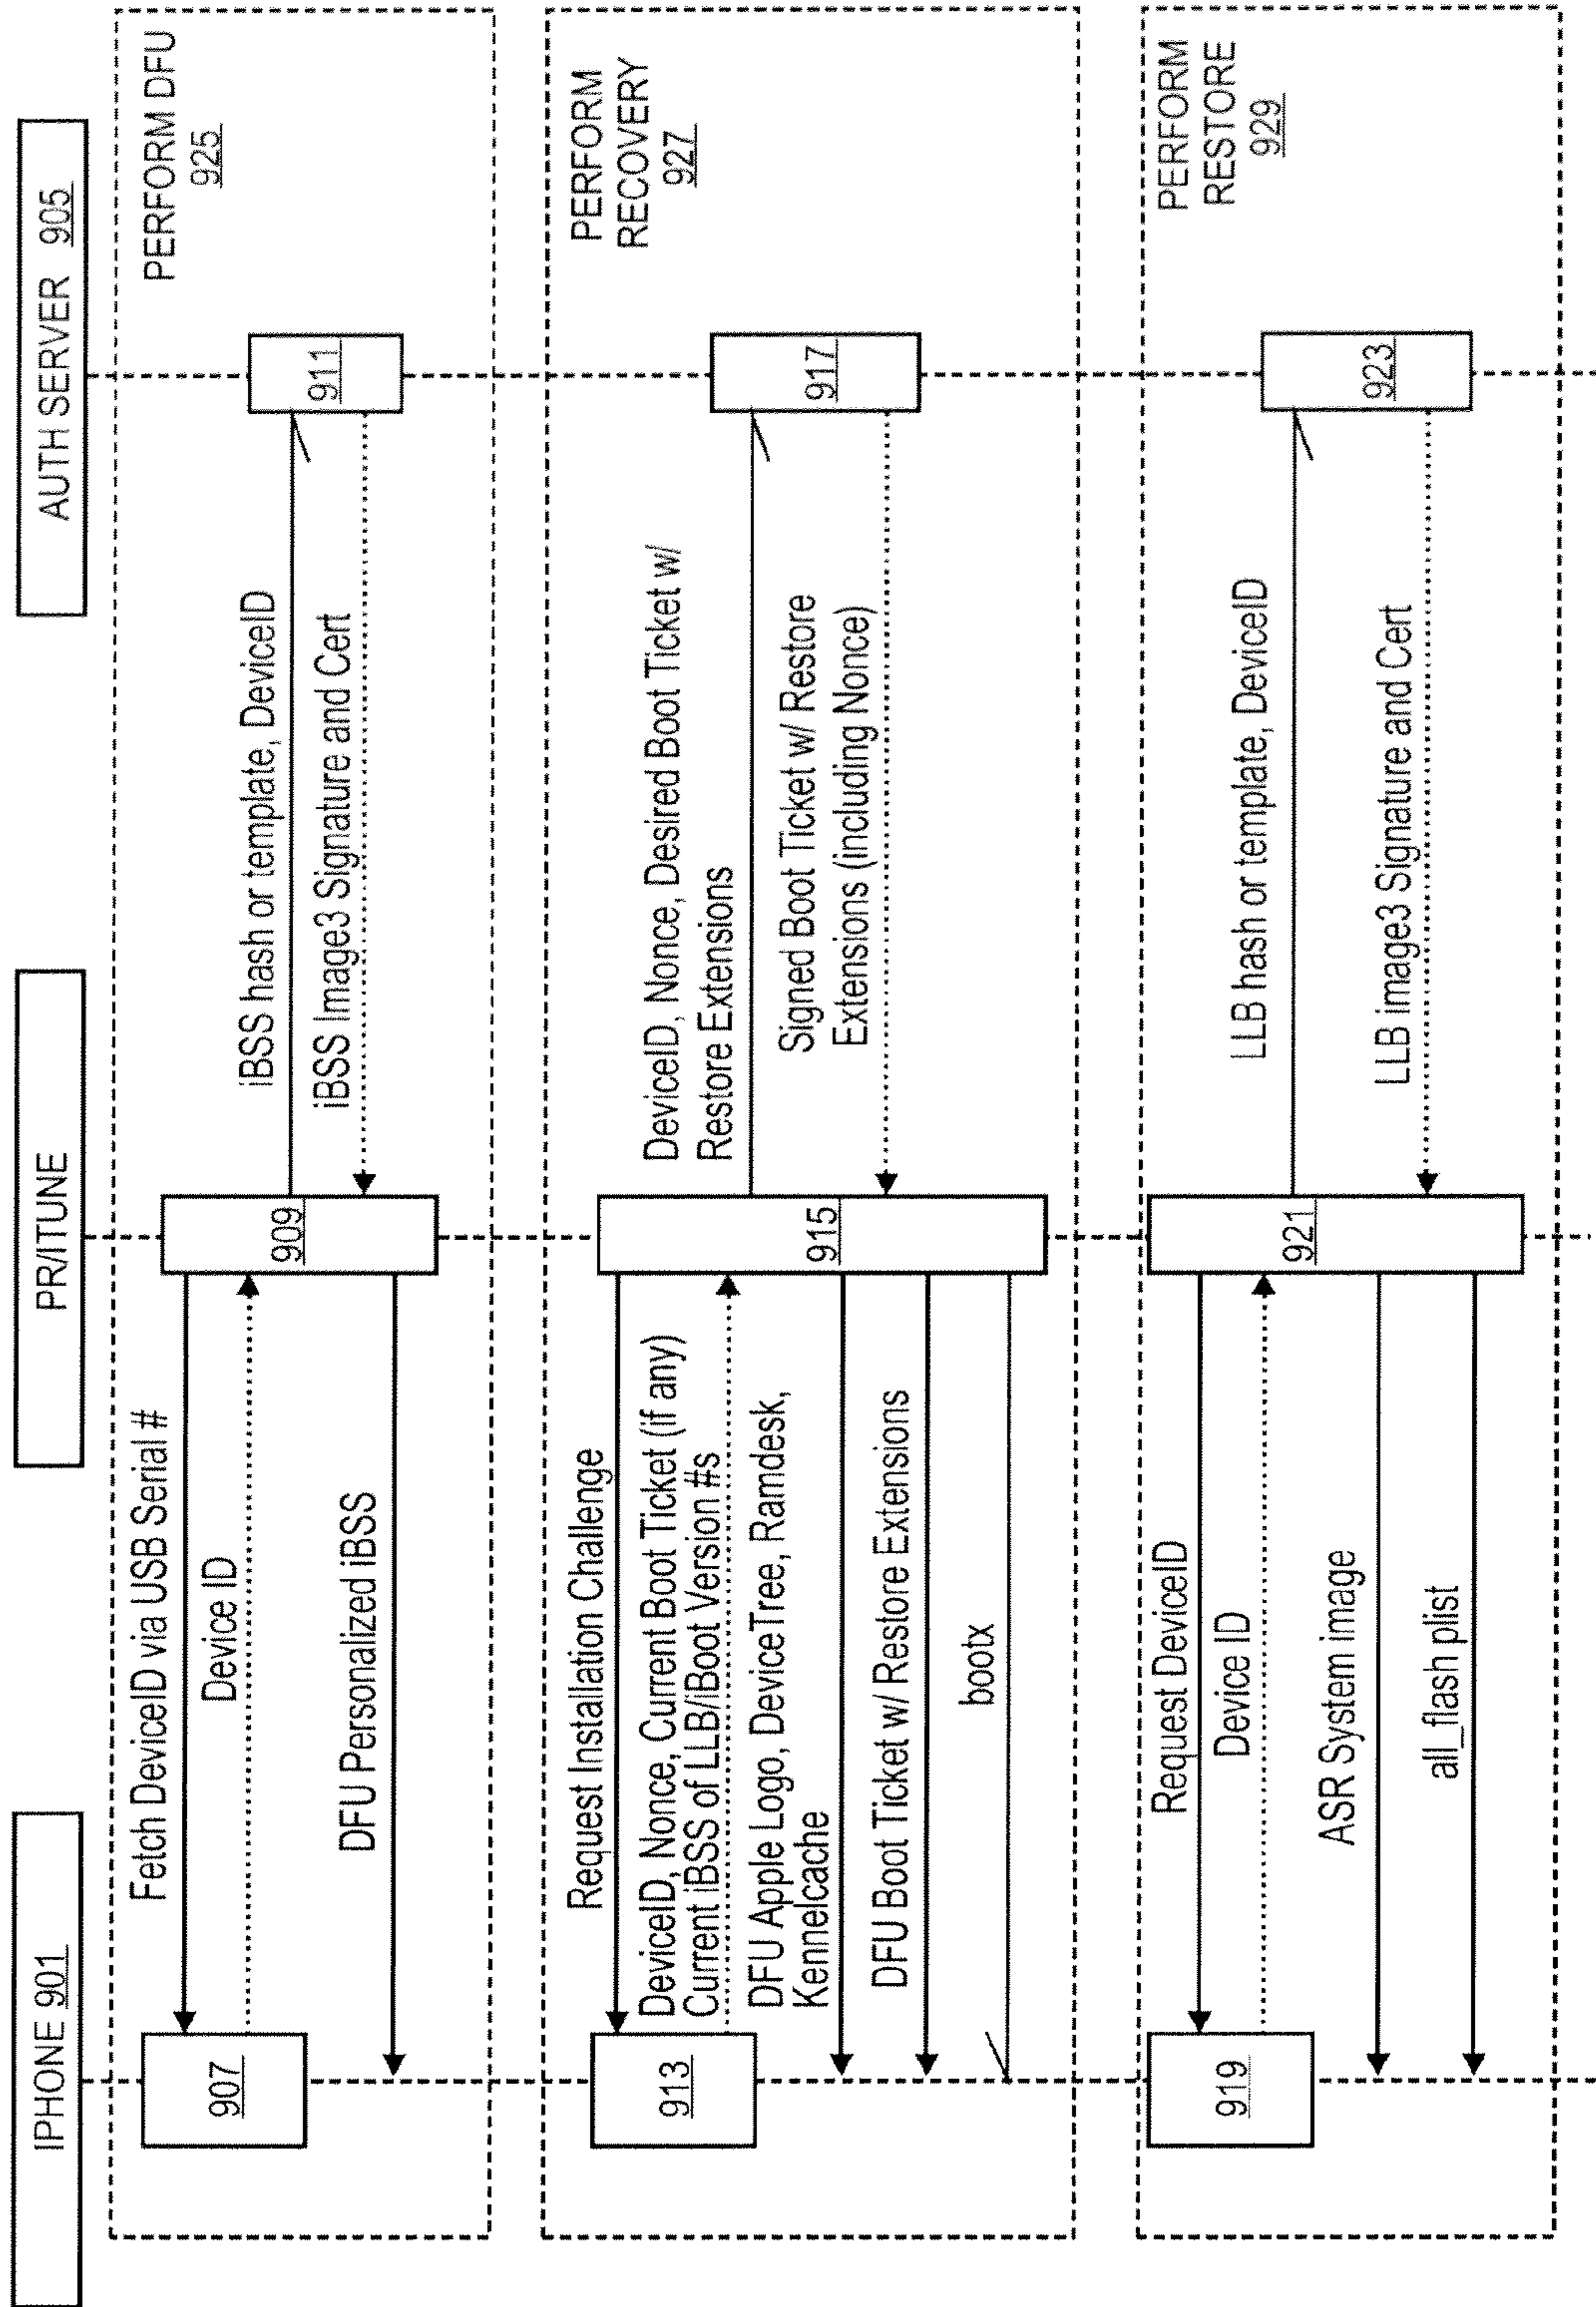 IPHONE 901
PR/ITUNE
AUTH SERVER 905
PERFORM DFU
925
907
Fetch DeviceID via USB Serial #
Device ID
DFU Personalized iBSS
909
iBSS hash or template, DeviceID
iBSS Image3 Signature and Cert
911
PERFORM
RECOVERY
927
913
Request Installation Challenge
DeviceID, Nonce, Current Boot Ticket (if any)
Current iBSS of LLB/iBoot Version #s
DFU Apple Logo, DeviceTree, Ramdesk,
Kennelcache
DFU Boot Ticket w/ Restore Extensions
bootx
915
DeviceID, Nonce, Desired Boot Ticket w/
Restore Extensions
Signed Boot Ticket w/ Restore
Extensions (including Nonce)
917
PERFORM
RESTORE
929
919
Request DeviceID
Device ID
ASR System image
all_flash plist
921
LLB hash or template, DeviceID
LLB image3 Signature and Cert
923